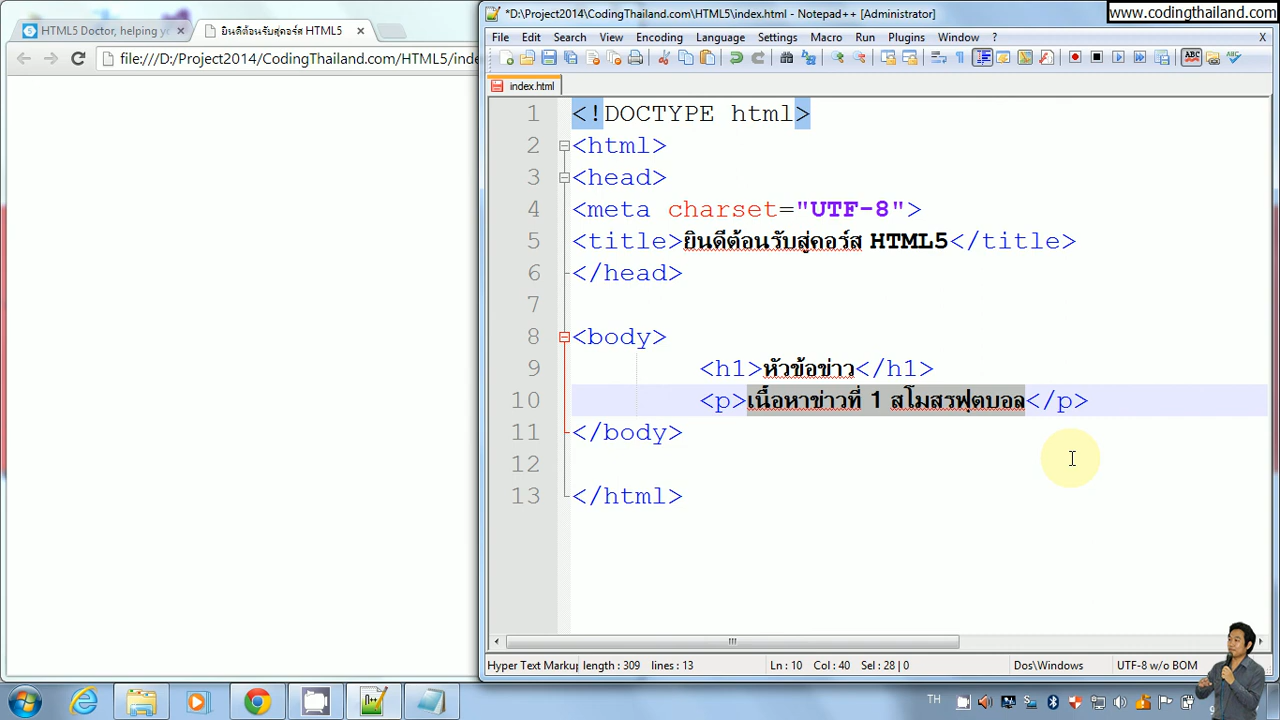 www.codingthailand.com
HTML5 Doctor, helping yo
ยินดีต้อนรับสู่คอร์ส HTML5
file:///D:/Project2014/CodingThailand.com/HTML5/inde
*D:\Project2014\CodingThailand.com\HTML5\index.html - Notepad++ [Administrator]
File Edit Search View Encoding Language Settings Macro Run Plugins Window ? X
index.html
1 <!DOCTYPE html>
2 <html>
3 <head>
4 <meta charset="UTF-8">
5 <title>ยินดีต้อนรับสู่คอร์ส HTML5</title>
6 </head>
7
8 <body>
9 <h1>หัวข้อข่าว</h1>
10 <p>เนื้อหาข่าวที่ 1 สโมสรฟุตบอล</p>
11 </body>
12
13 </html>
Hyper Text Markup length : 309 lines : 13 Ln : 10 Col : 40 Sel : 28 | 0 Dos\Windows UTF-8 w/o BOM
TH